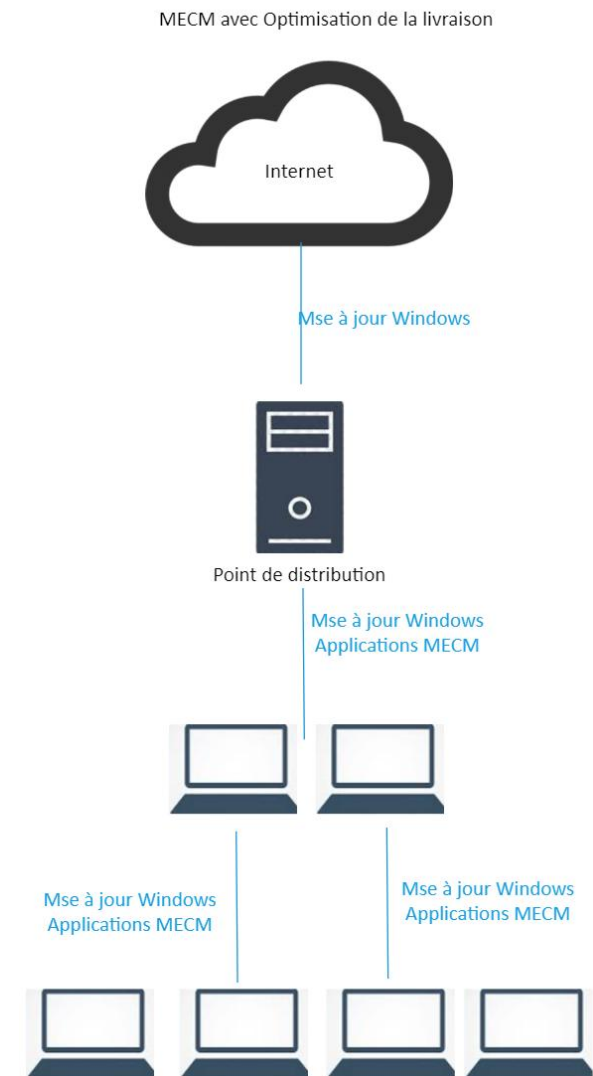 MECM avec Optimisation de la livraison
Internet
Mse à jour Windows
Point de distribution
Mse à jour Windows
Applications MECM
Mse à jour Windows
Applications MECM
Mse à jour Windows
Applications MECM